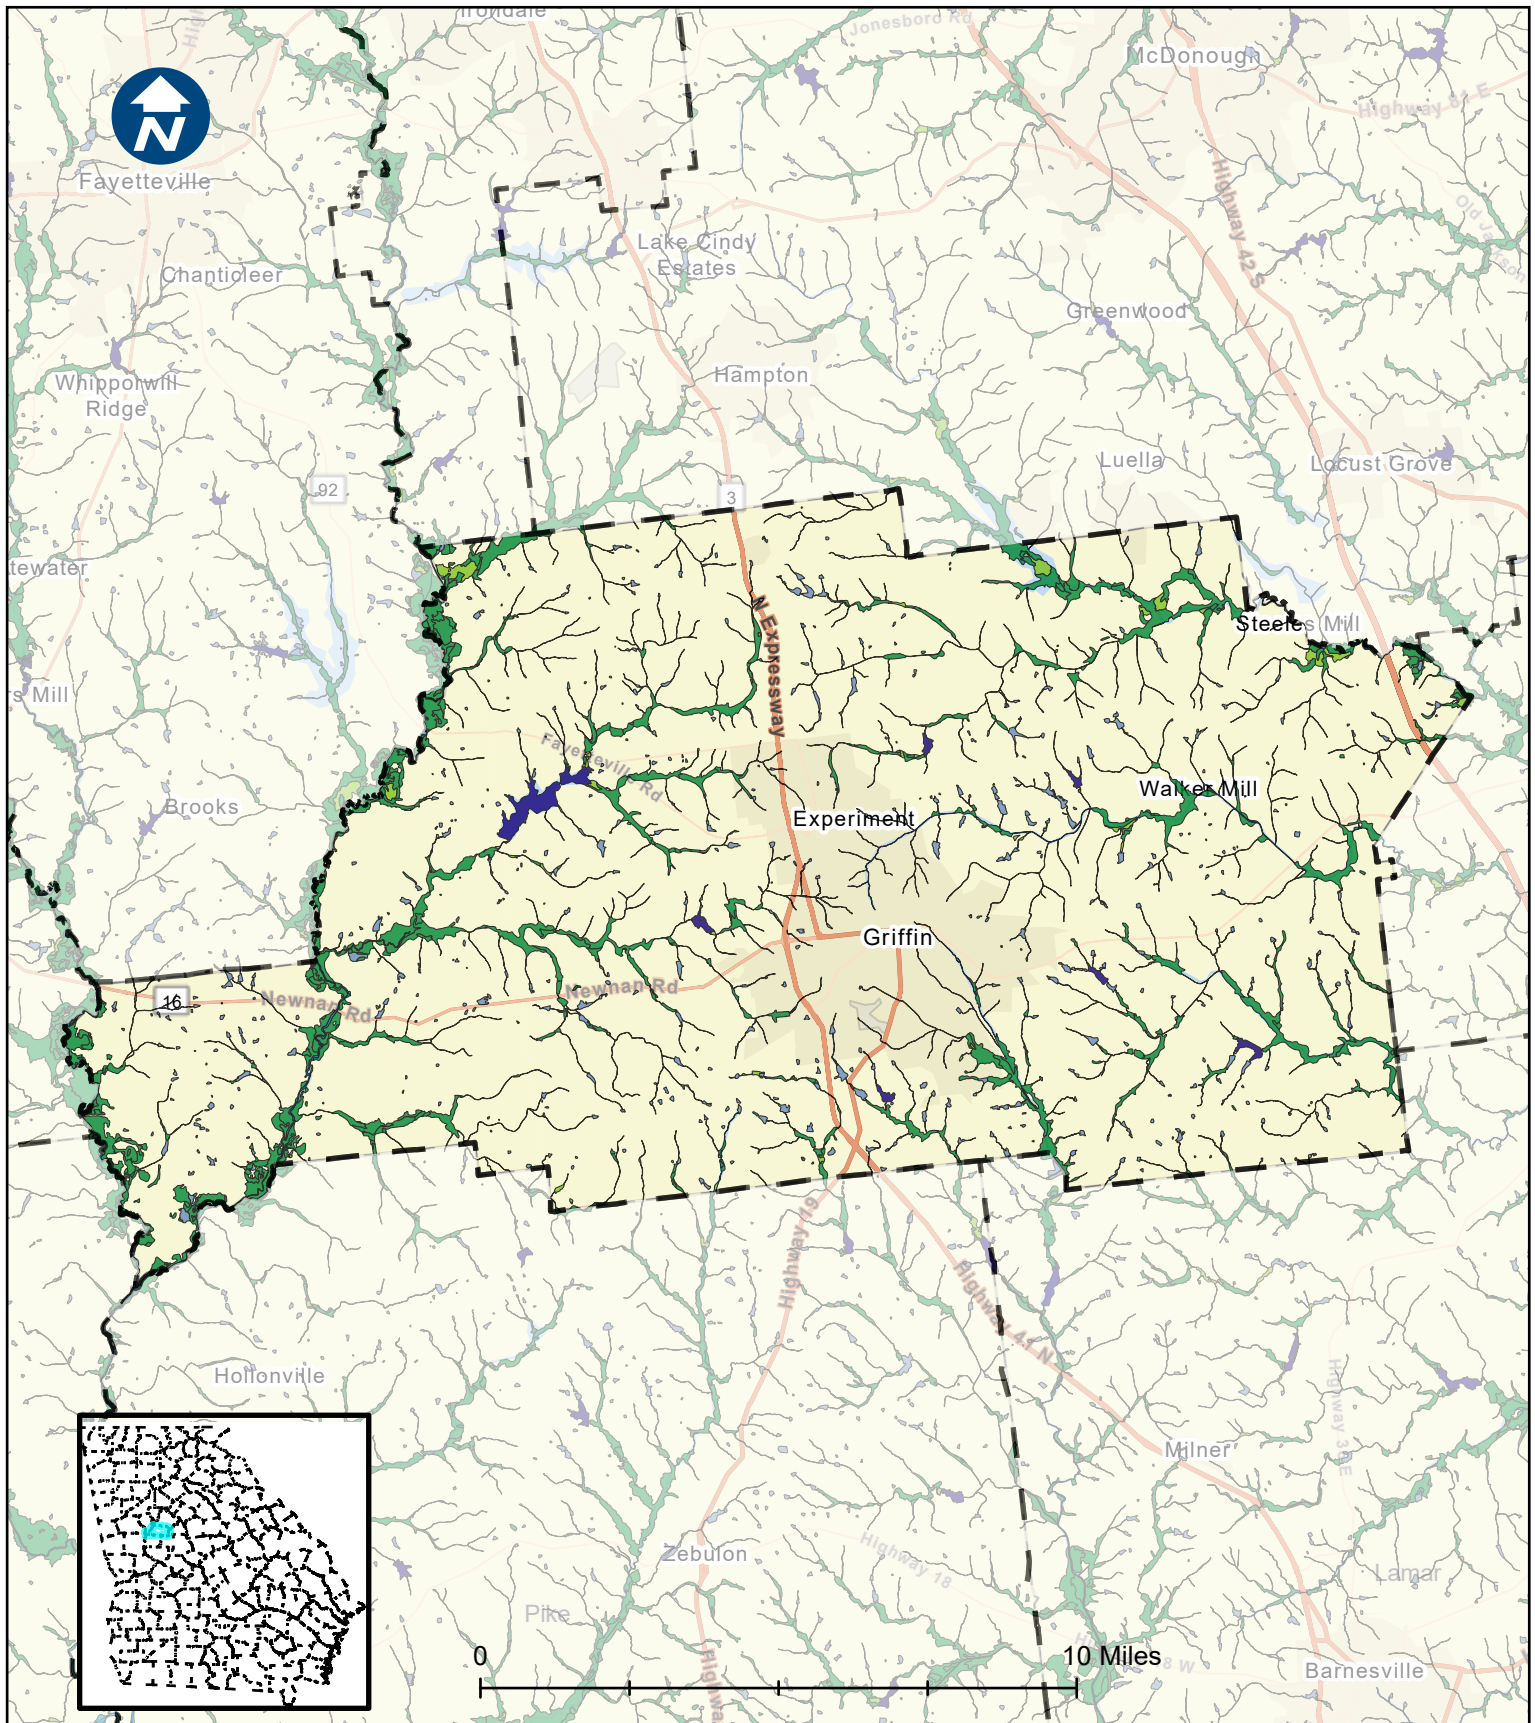 Irondale
Jonesboro Rd
McDonough
Highway 81 E
N
Fayetteville
Highway 42 S
Lake Cindy
Estates
Chanticleer
Greenwood
Whipporwill
Ridge
Hampton
Luella
Locust Grove
92
3
tewater
N Expressway
Steeles Mill
s Mill
Fayetteville Rd
Walker Mill
Brooks
Experiment
Griffin
16
Newnan Rd
Newnan Rd
Highway 19
Highway 41 N
Hollonville
Highway 36 E
Milner
Zebulon
Highway 18
Lamar
Pike
0
10 Miles
8 W
Barnesville